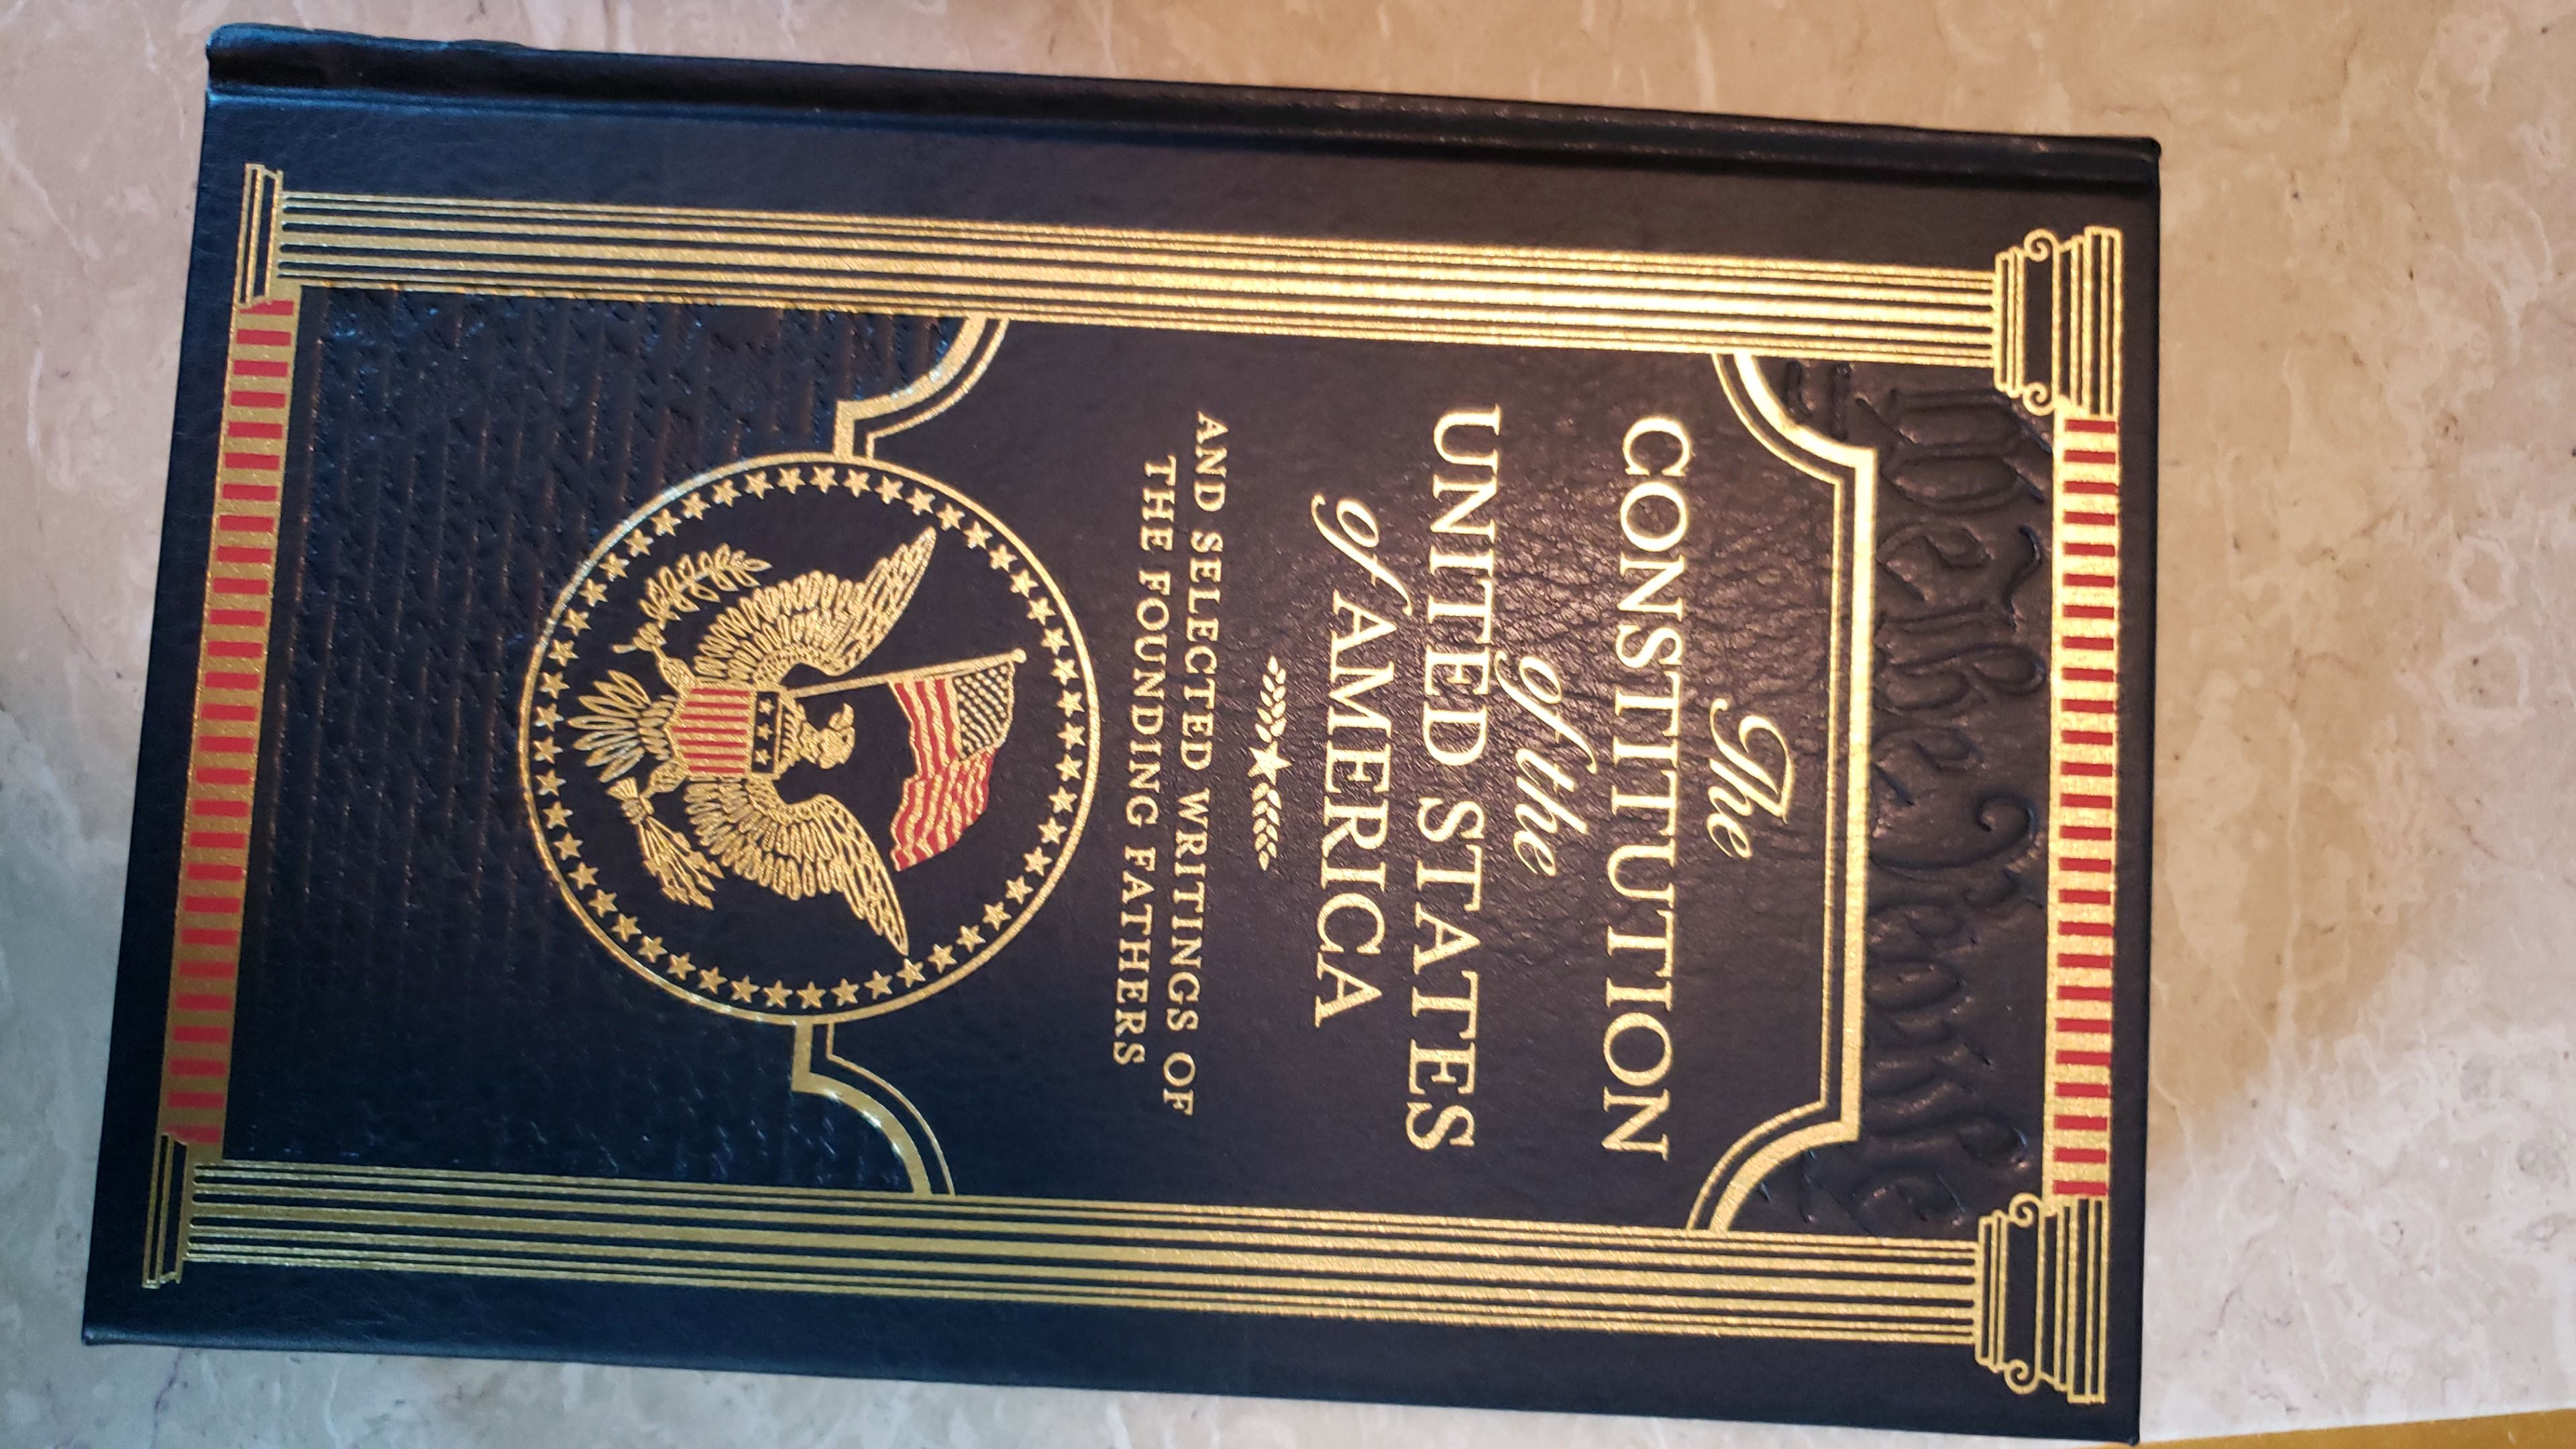 We the People
The
CONSTITUTION
of the
UNITED STATES
of AMERICA
AND SELECTED WRITINGS OF
THE FOUNDING FATHERS